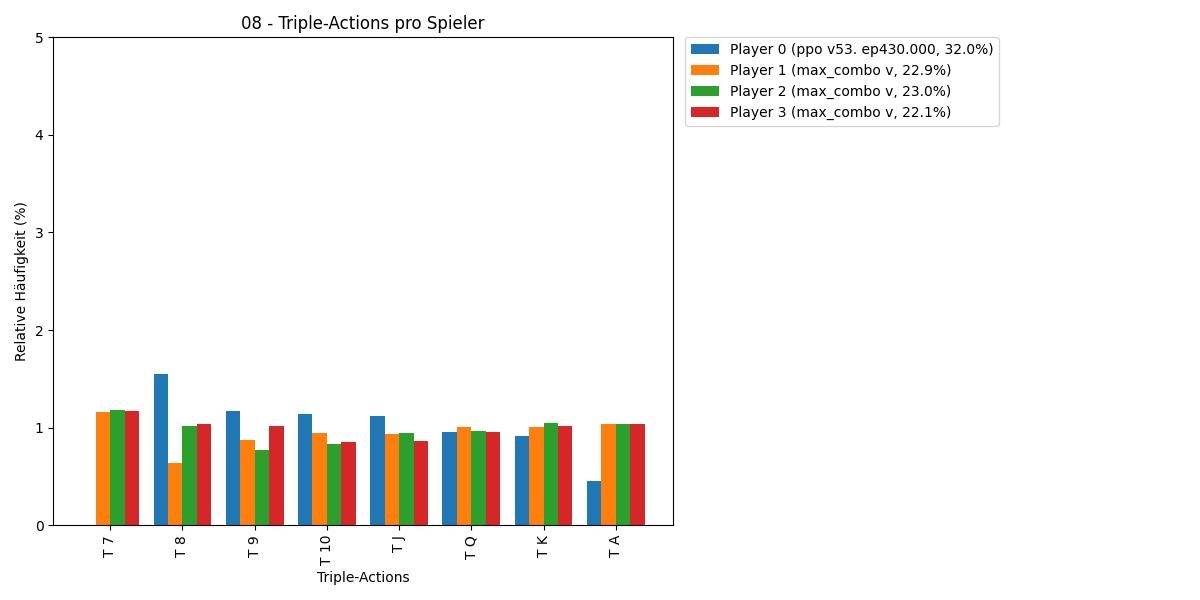 08 - Triple-Actions pro Spieler
Player 0 (ppo v53. ep430.000, 32.0%)
Player 1 (max_combo v, 22.9%)
Player 2 (max_combo v, 23.0%)
Player 3 (max_combo v, 22.1%)
Relative Häufigkeit (%)
5
4
3
2
1
0
T 7
T 8
T 9
T 10
T J
T Q
T K
T A
Triple-Actions